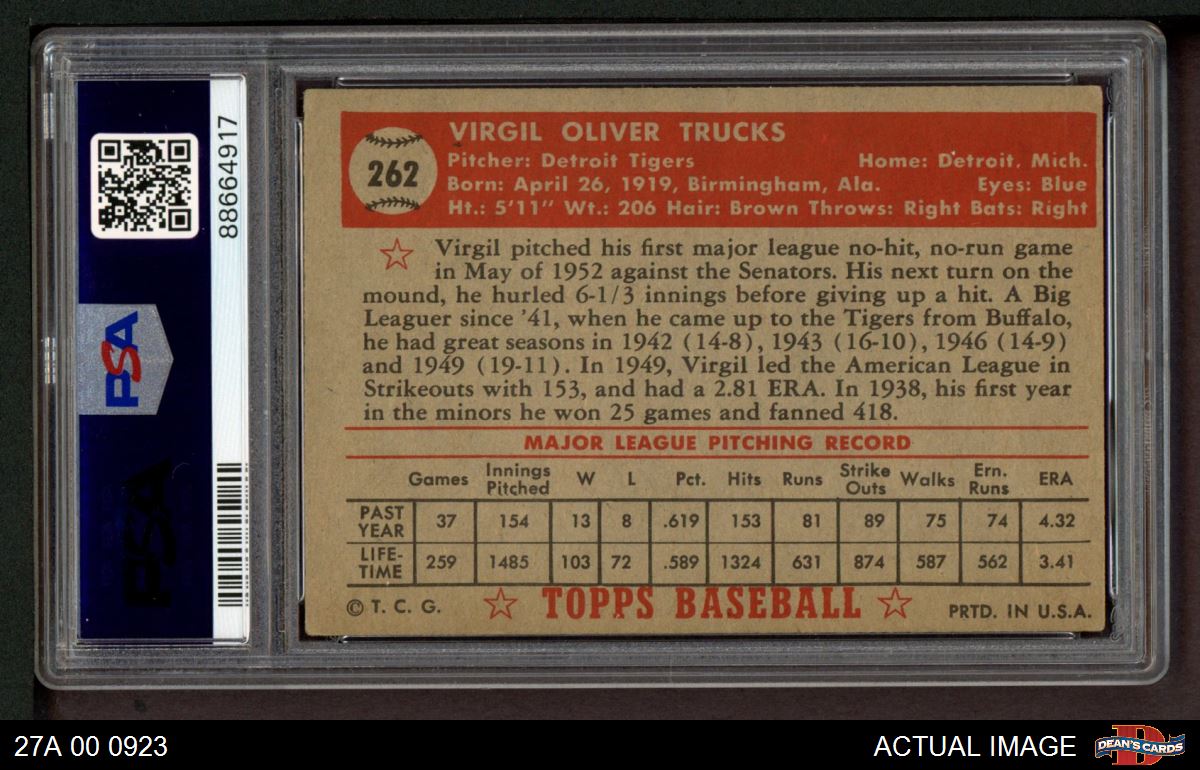 88664917
PSA
PSA
262
VIRGIL OLIVER TRUCKS
Pitcher: Detroit Tigers Home: Detroit, Mich.
Born: April 26, 1919, Birmingham, Ala. Eyes: Blue
Ht.: 5'11" Wt.: 206 Hair: Brown Throws: Right Bats: Right
Virgil pitched his first major league no-hit, no-run game
in May of 1952 against the Senators. His next turn on the
mound, he hurled 6-1/3 innings before giving up a hit. A Big
Leaguer since '41, when he came up to the Tigers from Buffalo,
he had great seasons in 1942 (14-8), 1943 (16-10), 1946 (14-9)
and 1949 (19-11). In 1949, Virgil led the American League in
Strikeouts with 153, and had a 2.81 ERA. In 1938, his first year
in the minors he won 25 games and fanned 418.
MAJOR LEAGUE PITCHING RECORD
Games Innings Pitched W L Pct. Hits Runs Strike Outs Walks Ern. Runs ERA
PAST YEAR 37 154 13 8 .619 153 81 89 75 74 4.32
LIFE-TIME 259 1485 103 72 .589 1324 631 874 587 562 3.41
© T. C. G. TOPPS BASEBALL PRTD. IN U.S.A.
27A 00 0923 ACTUAL IMAGE DEAN'S CARDS